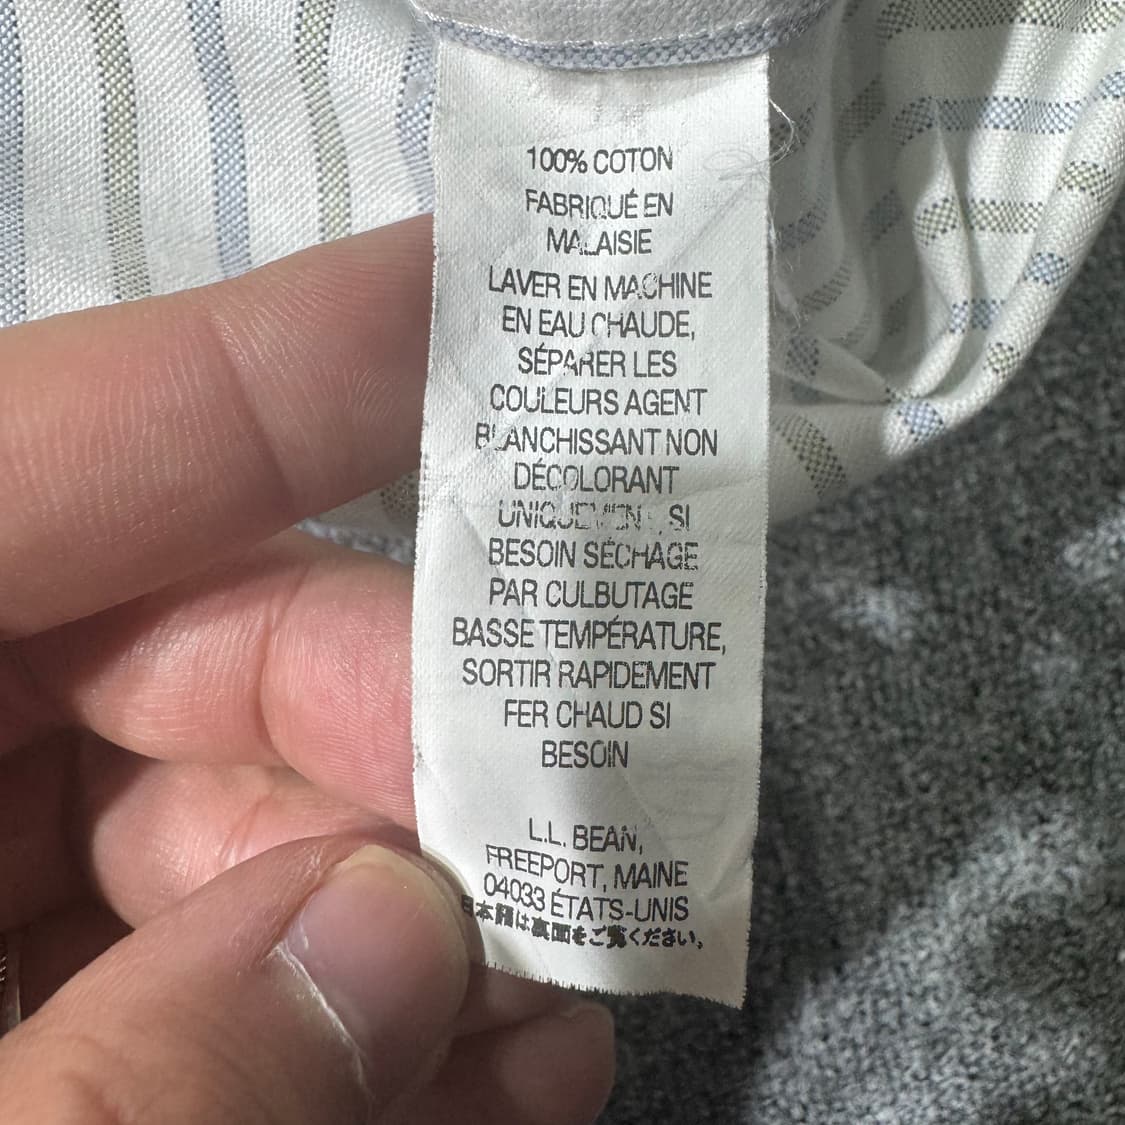 100% COTON
FABRIQUÉ EN
MALAISIE
LAVER EN MACHINE
EN EAU CHAUDE,
SÉPARER LES
COULEURS AGENT
BLANCHISSANT NON
DÉCOLORANT
UNIQUEMENT, SI
BESOIN SÉCHAGE
PAR CULBUTAGE
BASSE TEMPÉRATURE,
SORTIR RAPIDEMENT
FER CHAUD SI
BESOIN
L.L. BEAN,
FREEPORT, MAINE
04033 ÉTATS-UNIS
日本語は裏面をご覧ください。